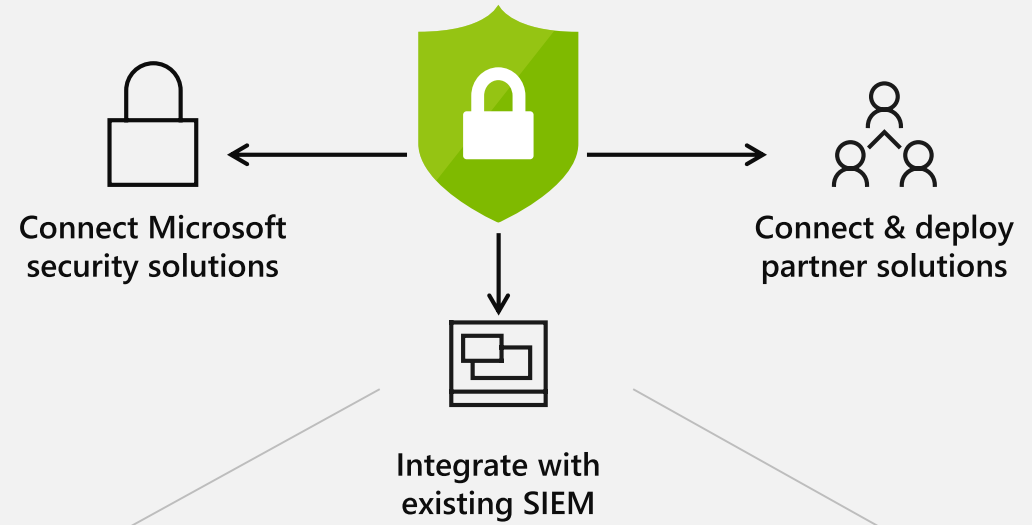 Connect Microsoft
security solutions
Connect & deploy
partner solutions
Integrate with
existing SIEM